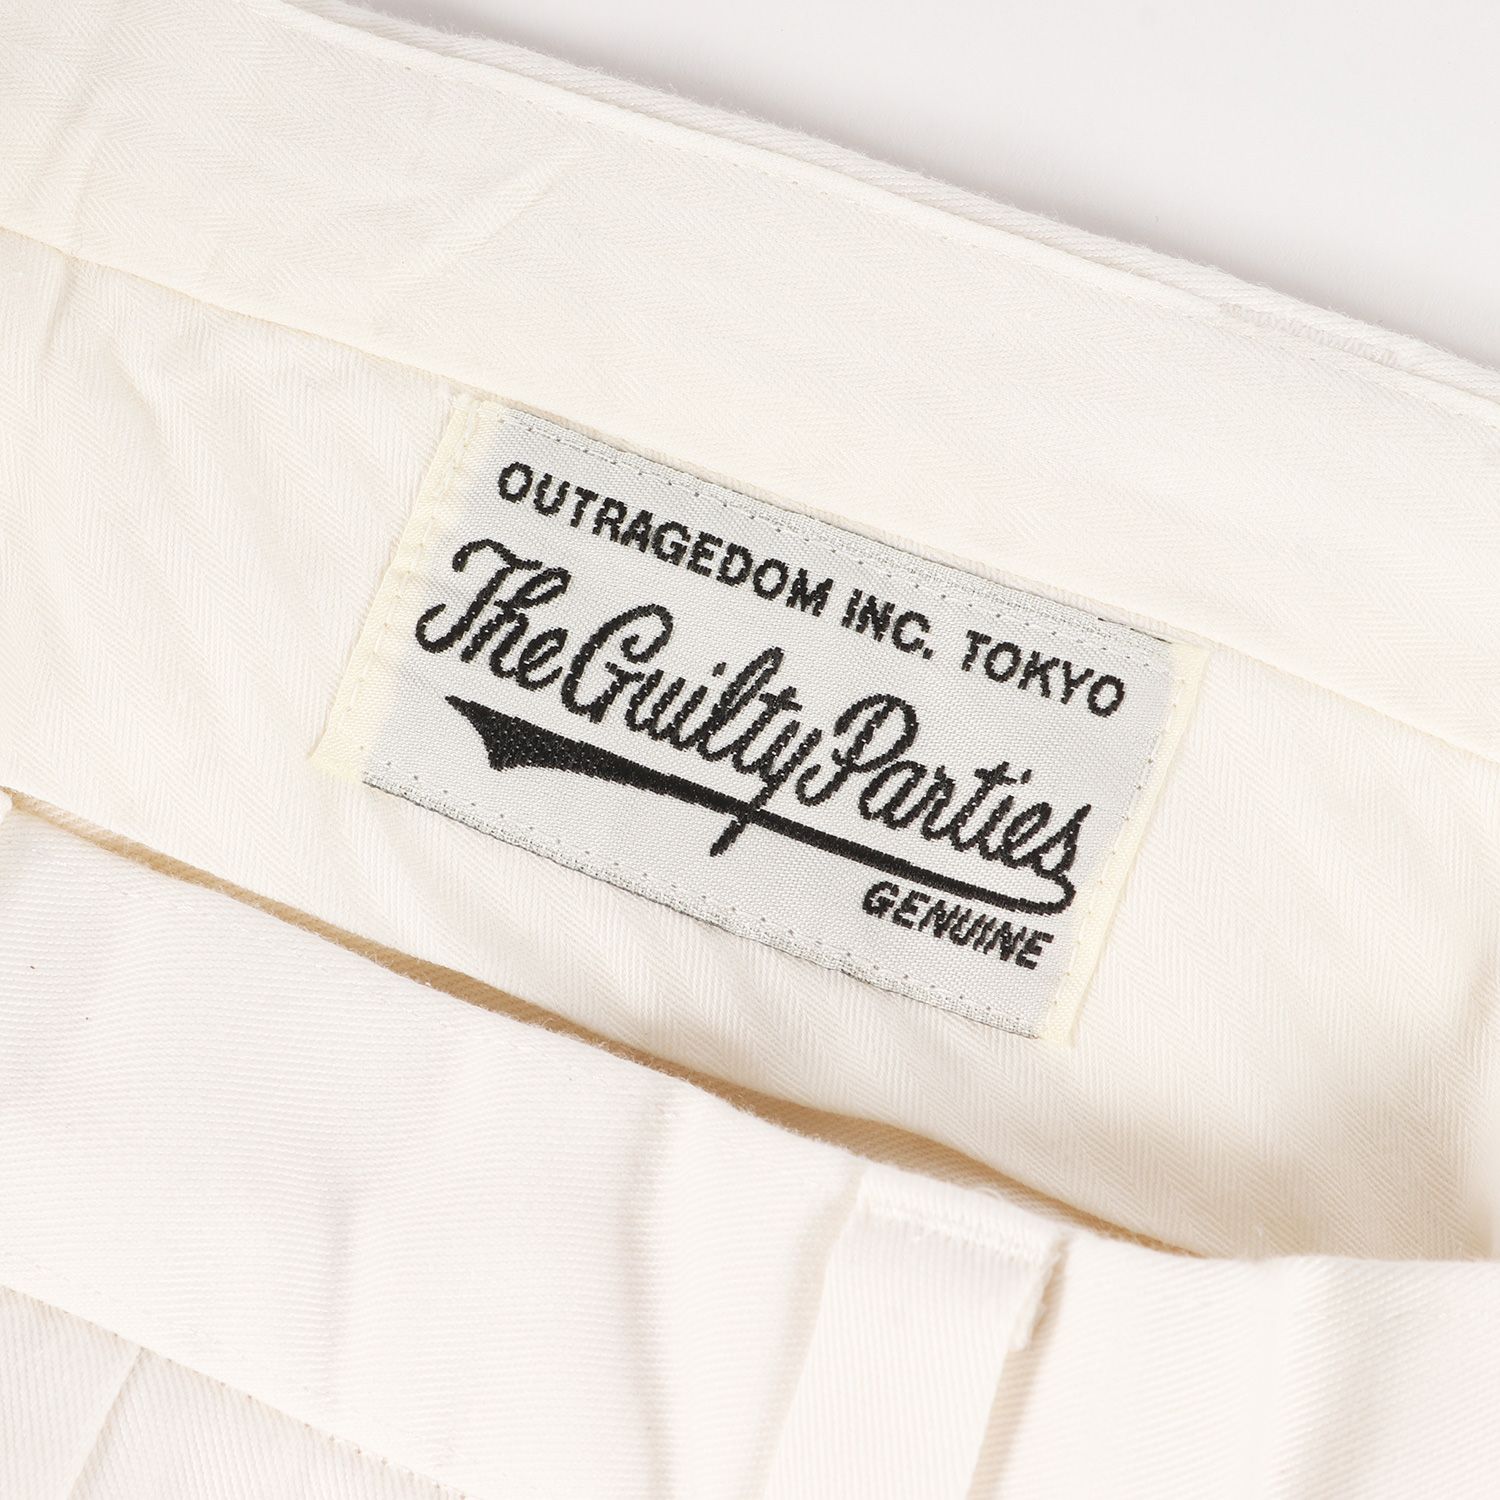 OUTRAGEDOM INC. TOKYO
The Guilty Parties
GENUINE